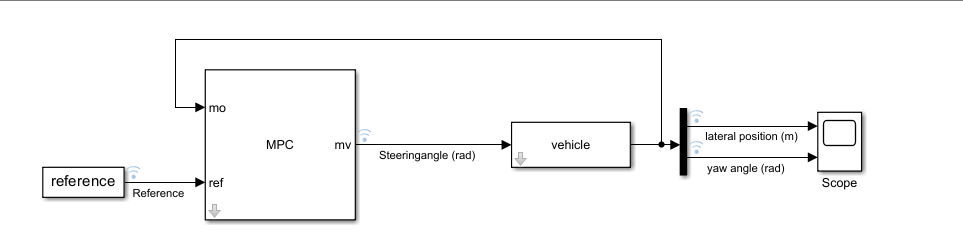 mo
MPC
mv
Steeringangle (rad)
vehicle
lateral position (m)
yaw angle (rad)
Scope
reference
Reference
ref